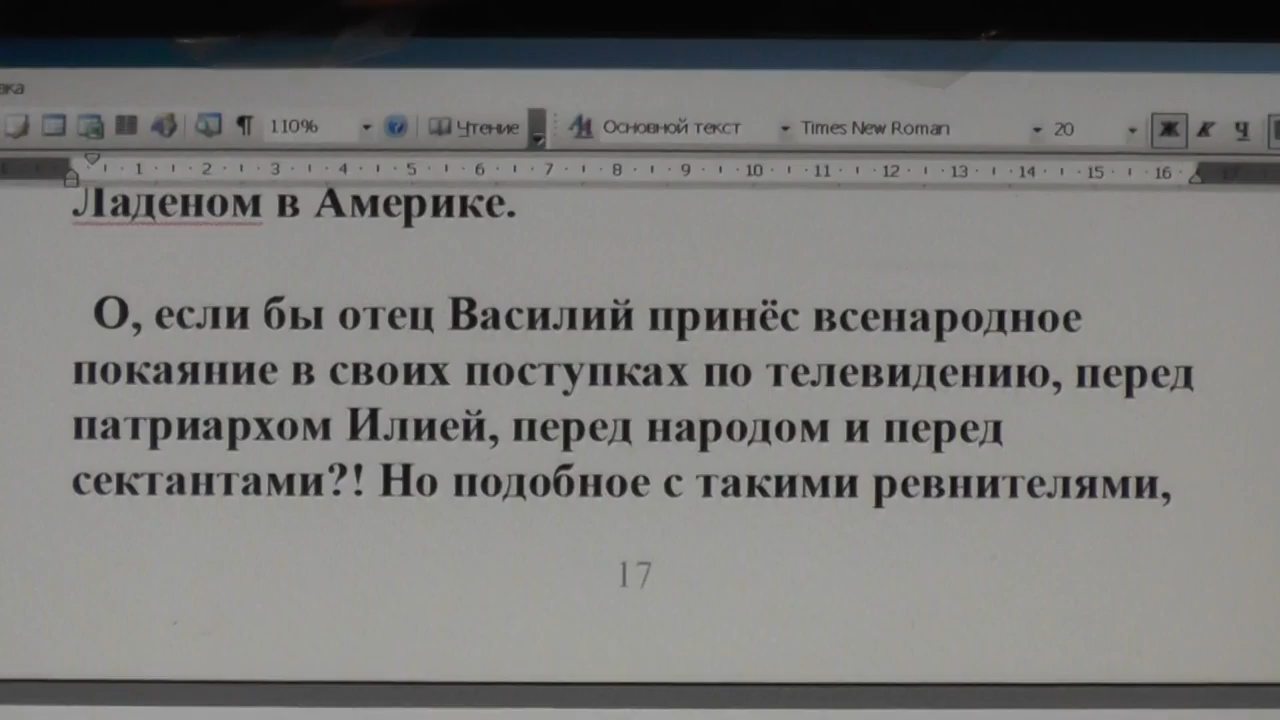 вка
110%
Чтение
Основной текст
Times New Roman
20
Ж К Ч
1 2 3 4 5 6 7 8 9 10 11 12 13 14 15 16 17
Ладеном в Америке.
О, если бы отец Василий принёс всенародное
покаяние в своих поступках по телевидению, перед
патриархом Илией, перед народом и перед
сектантами?! Но подобное с такими ревнителями,
17